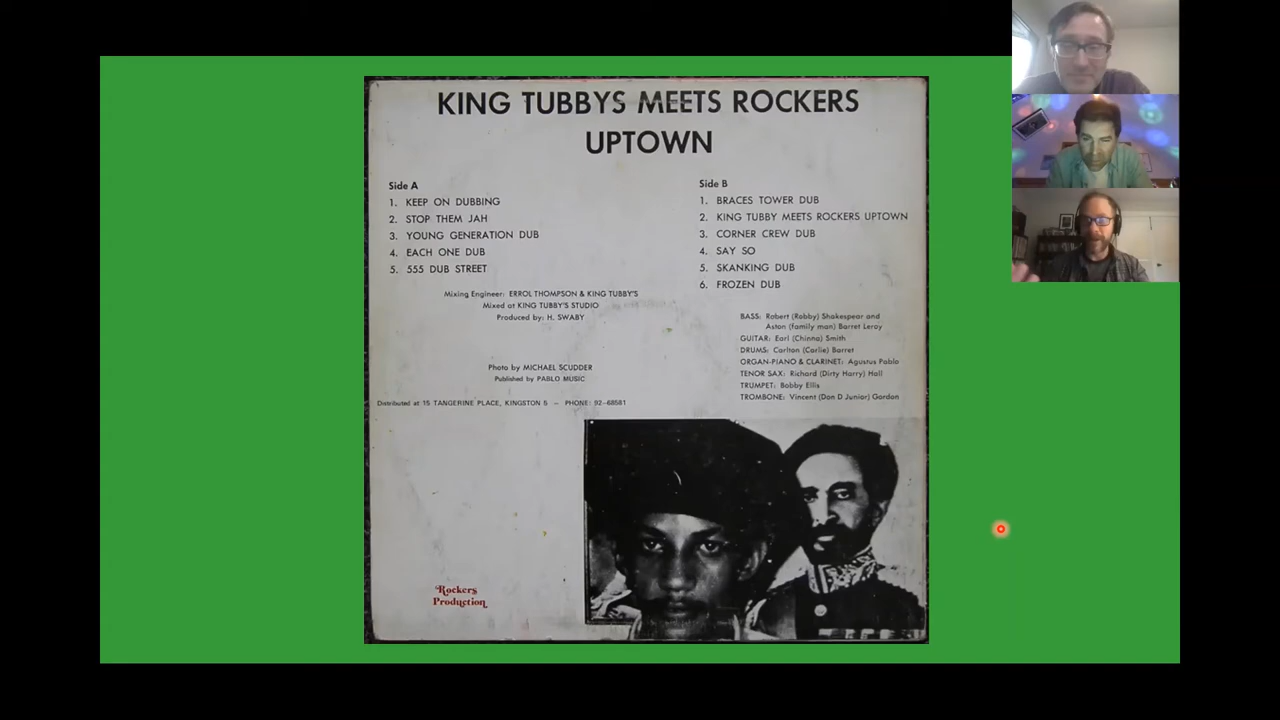 KING TUBBYS MEETS ROCKERS
UPTOWN
Side A
1. KEEP ON DUBBING
2. STOP THEM JAH
3. YOUNG GENERATION DUB
4. EACH ONE DUB
5. 555 DUB STREET
Mixing Engineer: ERROL THOMPSON & KING TUBBY'S
Mixed at KING TUBBY'S STUDIO
Produced by: H. SWABY
Photo by MICHAEL SCUDDER
Published by PABLO MUSIC
Distributed at 15 TANGERINE PLACE, KINGSTON 5 — PHONE: 92-68581
Side B
1. BRACES TOWER DUB
2. KING TUBBY MEETS ROCKERS UPTOWN
3. CORNER CREW DUB
4. SAY SO
5. SKANKING DUB
6. FROZEN DUB
BASS: Robert (Robby) Shakespear and
Aston (family man) Barret Leroy
GUITAR: Earl (Chinna) Smith
DRUMS: Carlton (Carlie) Barret
ORGAN-PIANO & CLARINET: Agustus Pablo
TENOR SAX: Richard (Dirty Harry) Hall
TRUMPET: Bobby Ellis
TROMBONE: Vincent (Don D Junior) Gordon
Rockers
Production